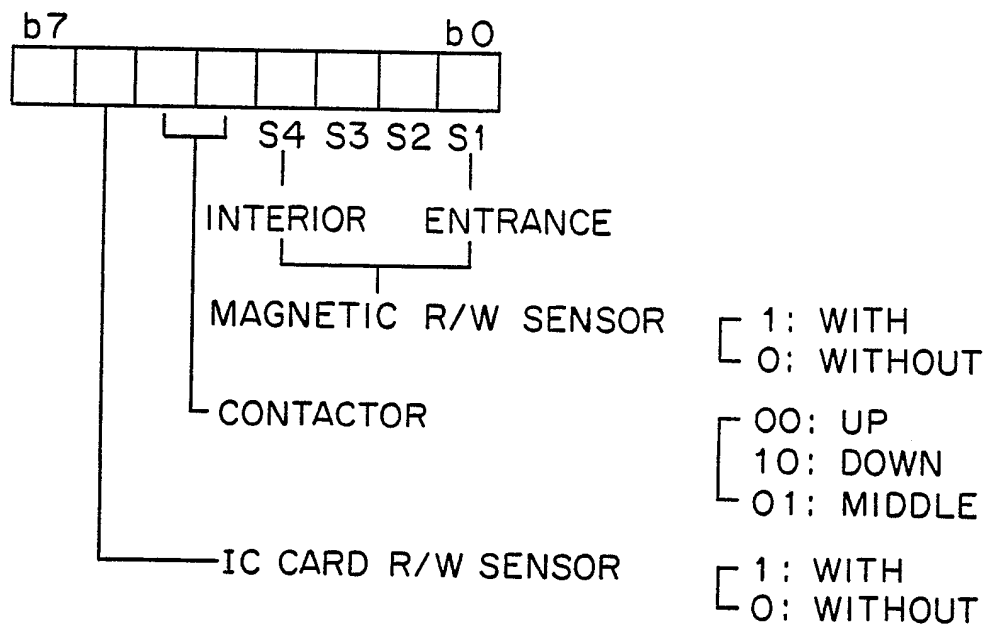 b7 b0
S4 S3 S2 S1
INTERIOR ENTRANCE
MAGNETIC R/W SENSOR 1: WITH
0: WITHOUT
CONTACTOR 00: UP
10: DOWN
01: MIDDLE
IC CARD R/W SENSOR 1: WITH
0: WITHOUT